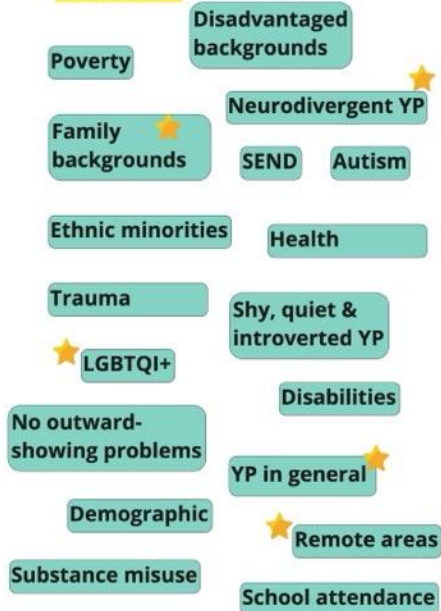 Disadvantaged
backgrounds
Poverty
Neurodivergent YP
Family
backgrounds
SEND
Autism
Ethnic minorities
Health
Trauma
Shy, quiet &
introverted YP
LGBTQI+
Disabilities
No outward-
showing problems
YP in general
Demographic
Remote areas
Substance misuse
School attendance